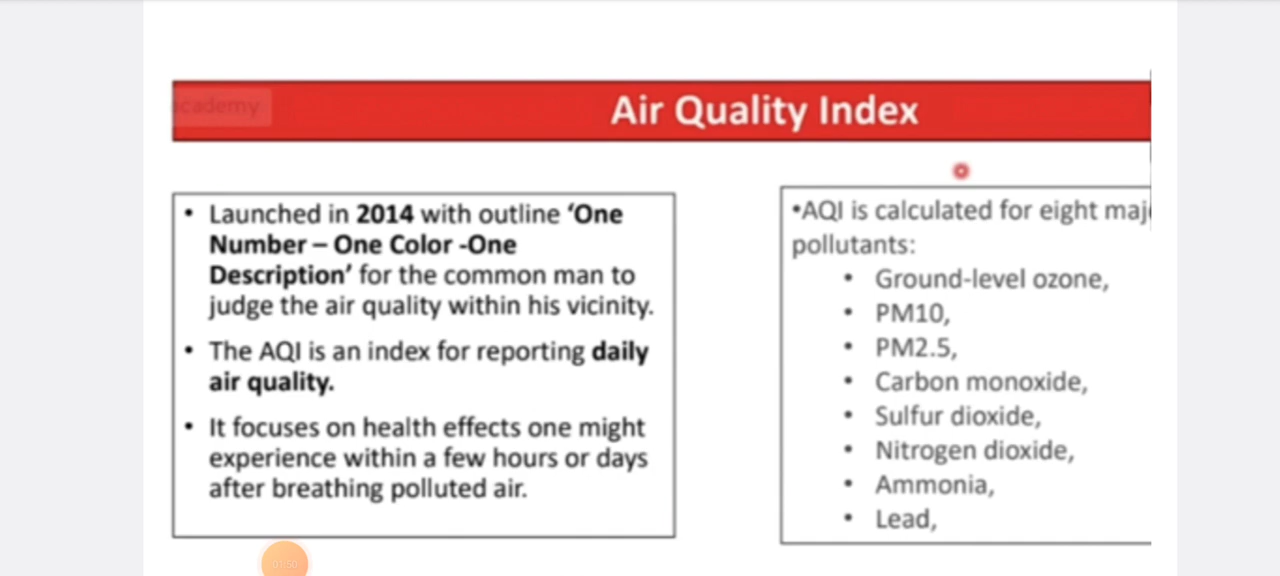 academy
Air Quality Index
• Launched in 2014 with outline ‘One
Number – One Color -One
Description’ for the common man to
judge the air quality within his vicinity.
• The AQI is an index for reporting daily
air quality.
• It focuses on health effects one might
experience within a few hours or days
after breathing polluted air.
•AQI is calculated for eight maj
pollutants:
• Ground-level ozone,
• PM10,
• PM2.5,
• Carbon monoxide,
• Sulfur dioxide,
• Nitrogen dioxide,
• Ammonia,
• Lead,
01:50